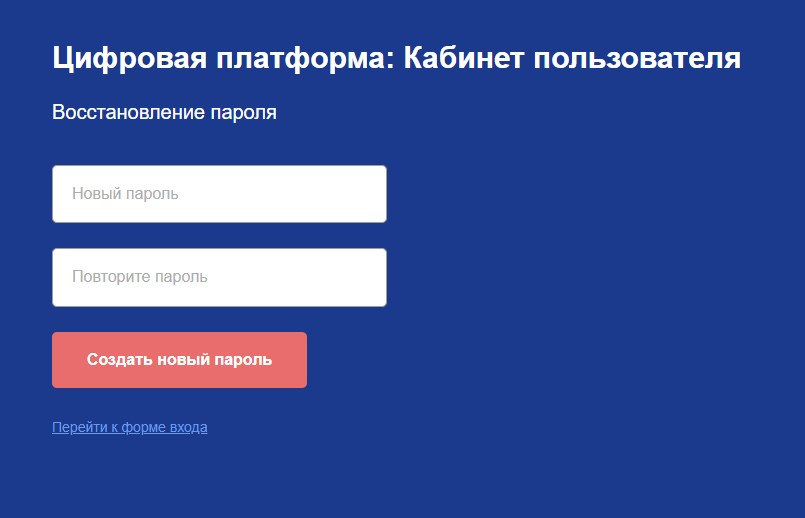 Цифровая платформа: Кабинет пользователя
Восстановление пароля
Новый пароль
Повторите пароль
Создать новый пароль
Перейти к форме входа